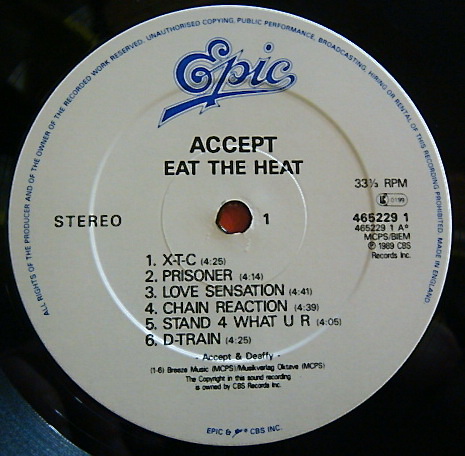 ALL RIGHTS OF THE PRODUCER AND OF THE OWNER OF THE RECORDED WORK RESERVED. UNAUTHORISED COPYING, PUBLIC PERFORMANCE, BROADCASTING, HIRING OR RENTAL OF THIS RECORDING PROHIBITED. MADE IN ENGLAND
Epic
ACCEPT
EAT THE HEAT
33⅓ RPM
LC 0199
STEREO
1
465229 1
465229 1 A*
MCPS/BIEM
℗ 1989 CBS
Records Inc.
1. X-T-C (4:25)
2. PRISONER (4:14)
3. LOVE SENSATION (4:41)
4. CHAIN REACTION (4:39)
5. STAND 4 WHAT U R (4:05)
6. D-TRAIN (4:25)
- Accept & Deaffy -
(1-6) Breeze Music (MCPS)/Musikverlag Oktave (MCPS)
The Copyright in this sound recording
is owned by CBS Records Inc.
EPIC & CBS INC.